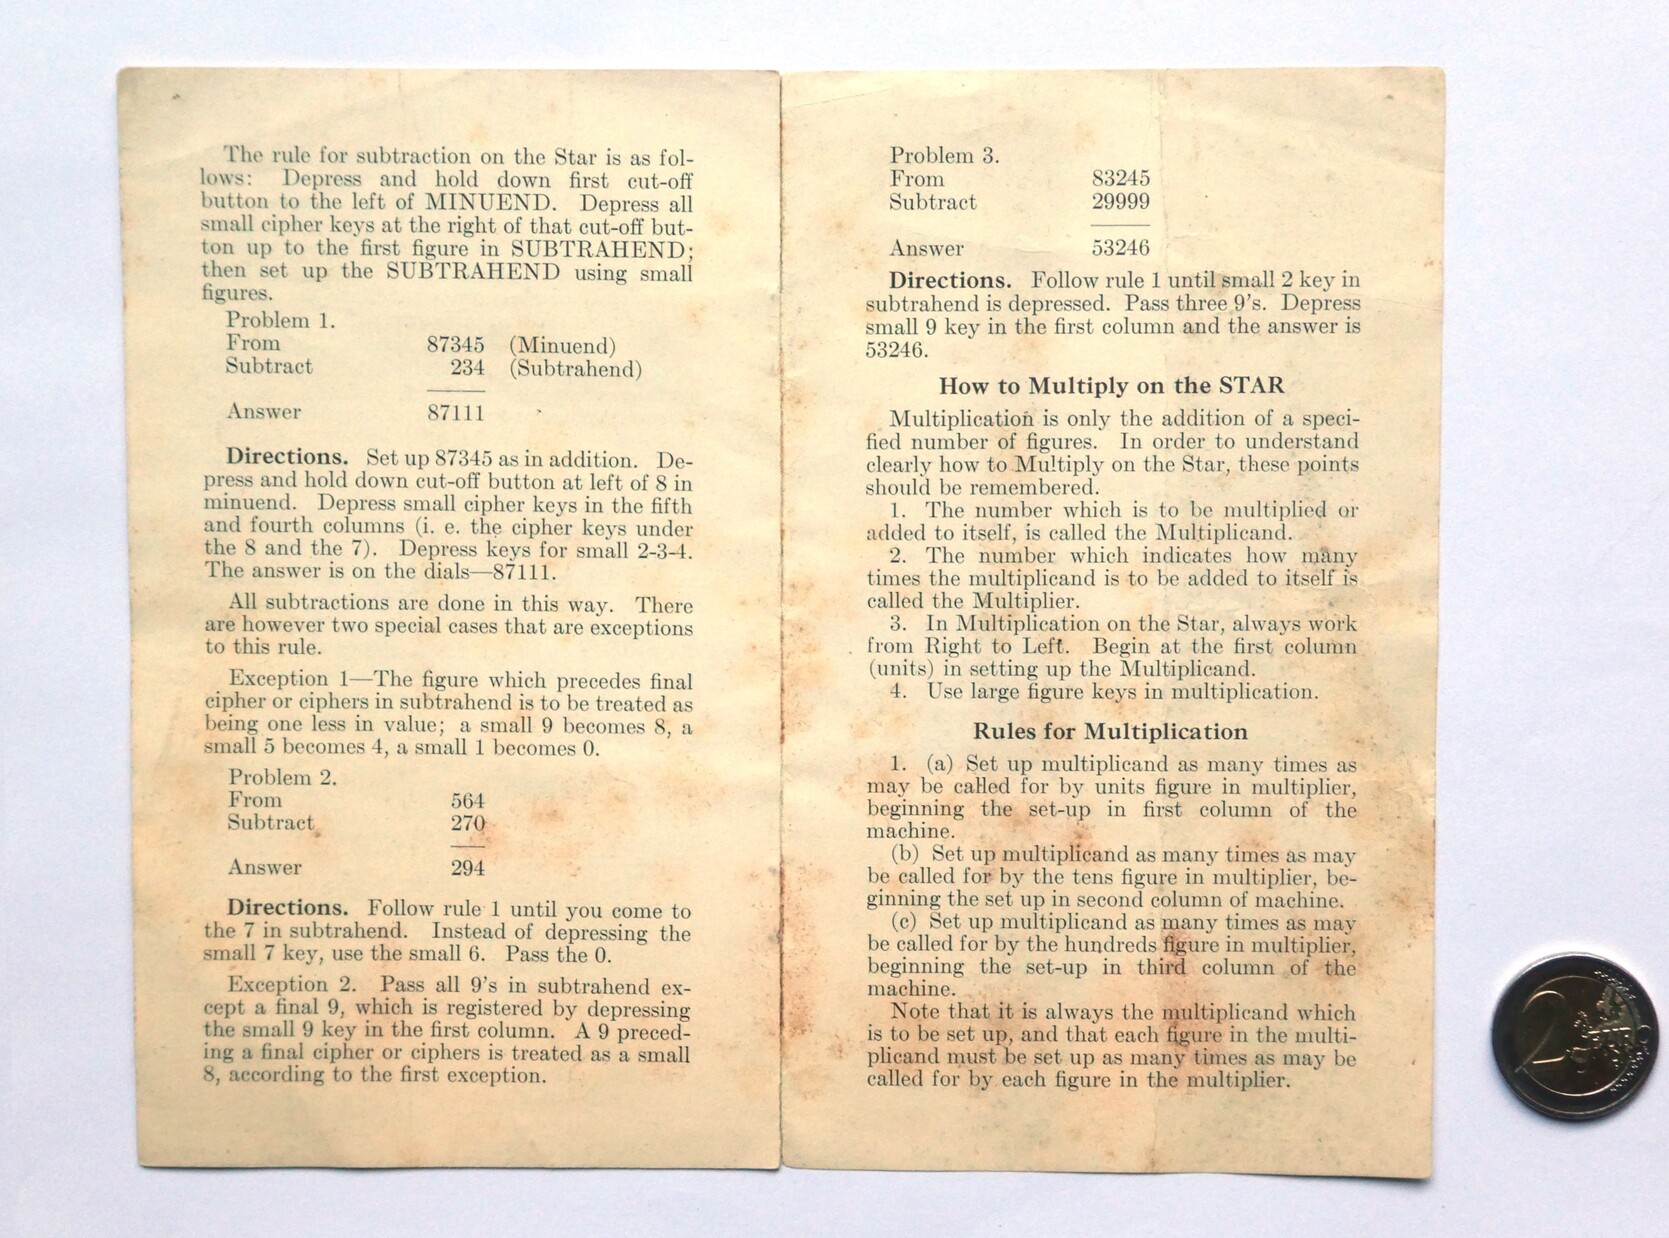 The rule for subtraction on the Star is as fol-
lows: Depress and hold down first cut-off
button to the left of MINUEND. Depress all
small cipher keys at the right of that cut-off but-
ton up to the first figure in SUBTRAHEND;
then set up the SUBTRAHEND using small
figures.
Problem 1.
From 87345 (Minuend)
Subtract 234 (Subtrahend)
Answer 87111
Directions. Set up 87345 as in addition. De-
press and hold down cut-off button at left of 8 in
minuend. Depress small cipher keys in the fifth
and fourth columns (i. e. the cipher keys under
the 8 and the 7). Depress keys for small 2-3-4.
The answer is on the dials—87111.
All subtractions are done in this way. There
are however two special cases that are exceptions
to this rule.
Exception 1—The figure which precedes final
cipher or ciphers in subtrahend is to be treated as
being one less in value; a small 9 becomes 8, a
small 5 becomes 4, a small 1 becomes 0.
Problem 2.
From 564
Subtract 270
Answer 294
Directions. Follow rule 1 until you come to
the 7 in subtrahend. Instead of depressing the
small 7 key, use the small 6. Pass the 0.
Exception 2. Pass all 9's in subtrahend ex-
cept a final 9, which is registered by depressing
the small 9 key in the first column. A 9 preced-
ing a final cipher or ciphers is treated as a small
8, according to the first exception.
Problem 3.
From 83245
Subtract 29999
Answer 53246
Directions. Follow rule 1 until small 2 key in
subtrahend is depressed. Pass three 9's. Depress
small 9 key in the first column and the answer is
53246.
How to Multiply on the STAR
Multiplication is only the addition of a speci-
fied number of figures. In order to understand
clearly how to Multiply on the Star, these points
should be remembered.
1. The number which is to be multiplied or
added to itself, is called the Multiplicand.
2. The number which indicates how many
times the multiplicand is to be added to itself is
called the Multiplier.
3. In Multiplication on the Star, always work
from Right to Left. Begin at the first column
(units) in setting up the Multiplicand.
4. Use large figure keys in multiplication.
Rules for Multiplication
1. (a) Set up multiplicand as many times as
may be called for by units figure in multiplier,
beginning the set-up in first column of the
machine.
(b) Set up multiplicand as many times as may
be called for by the tens figure in multiplier, be-
ginning the set up in second column of machine.
(c) Set up multiplicand as many times as may
be called for by the hundreds figure in multiplier,
beginning the set-up in third column of the
machine.
Note that it is always the multiplicand which
is to be set up, and that each figure in the multi-
plicand must be set up as many times as may be
called for by each figure in the multiplier.
2